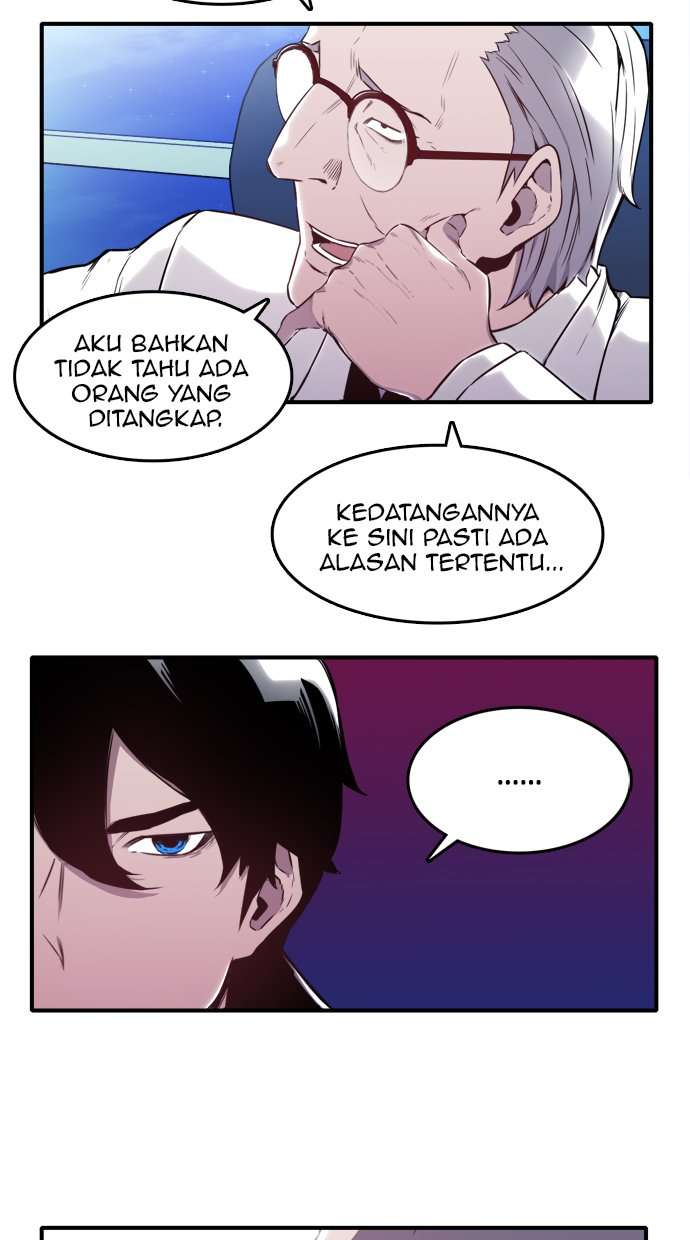 AKU BAHKAN
TIDAK TAHU ADA
ORANG YANG
DITANGKAP.
KEDATANGANNYA
KE SINI PASTI ADA
ALASAN TERTENTU...
......